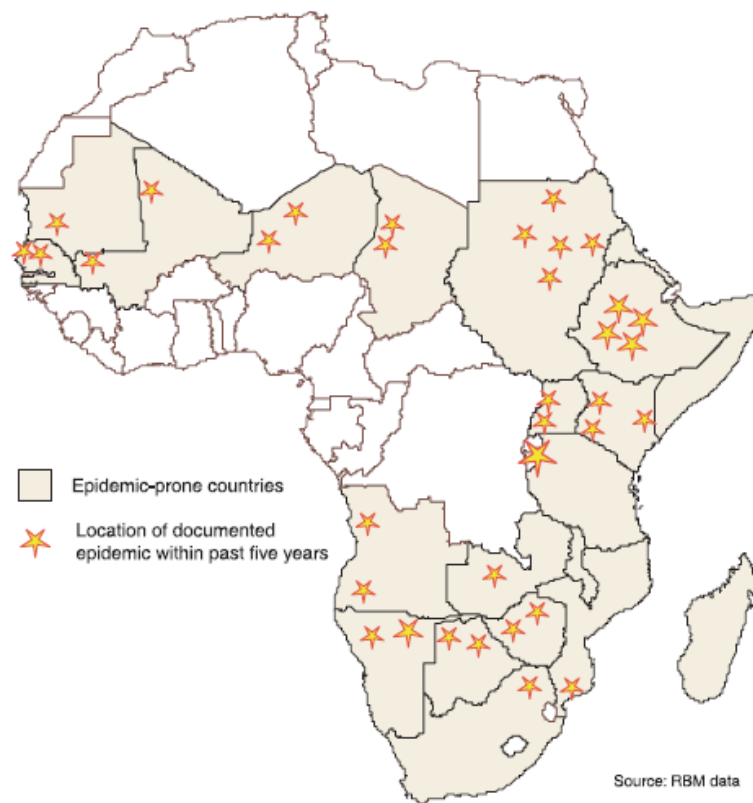 Epidemic-prone countries
Location of documented
epidemic within past five years
Source: RBM data